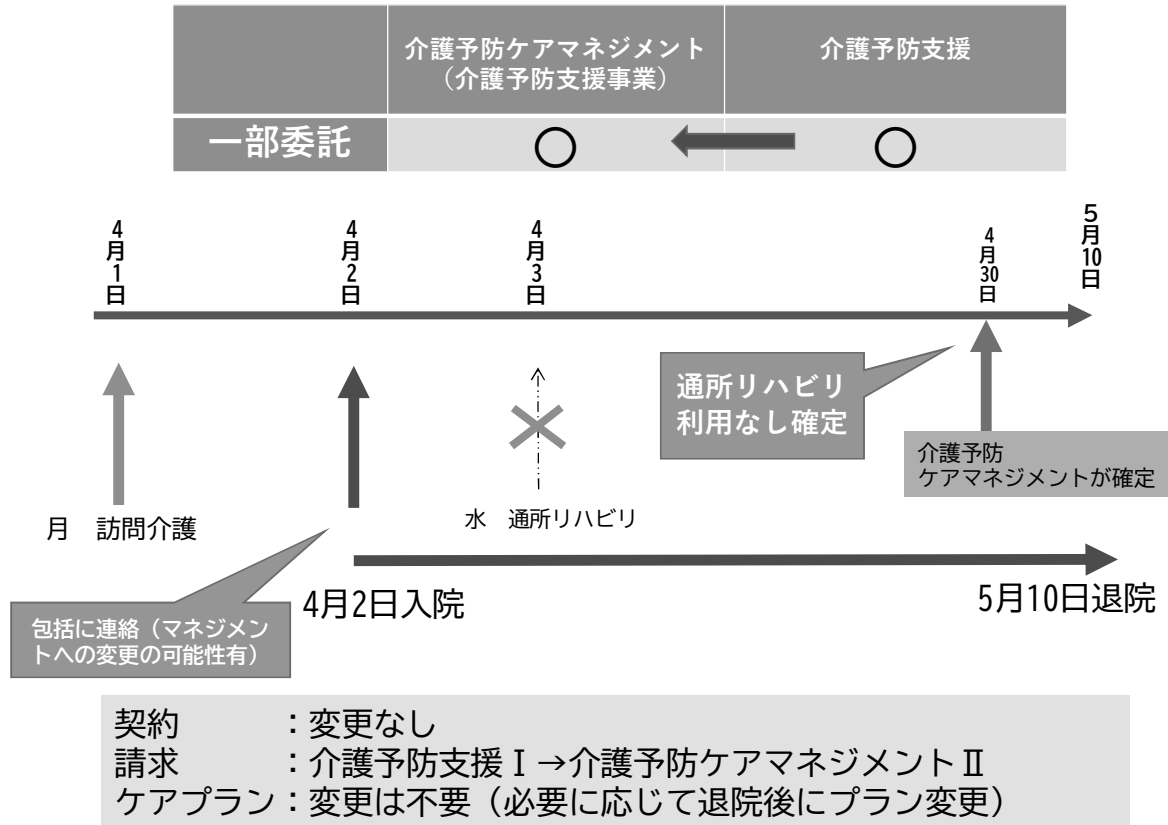 介護予防ケアマネジメント
（介護予防支援事業）
介護予防支援
一部委託
○
○
4月1日
4月2日
4月3日
4月30日
5月10日
通所リハビリ
利用なし確定
介護予防
ケアマネジメントが確定
月　訪問介護
水　通所リハビリ
包括に連絡（マネジメン
トへの変更の可能性有）
4月2日入院
5月10日退院
契約　　　：変更なし
請求　　　：介護予防支援Ⅰ→介護予防ケアマネジメントⅡ
ケアプラン：変更は不要（必要に応じて退院後にプラン変更）